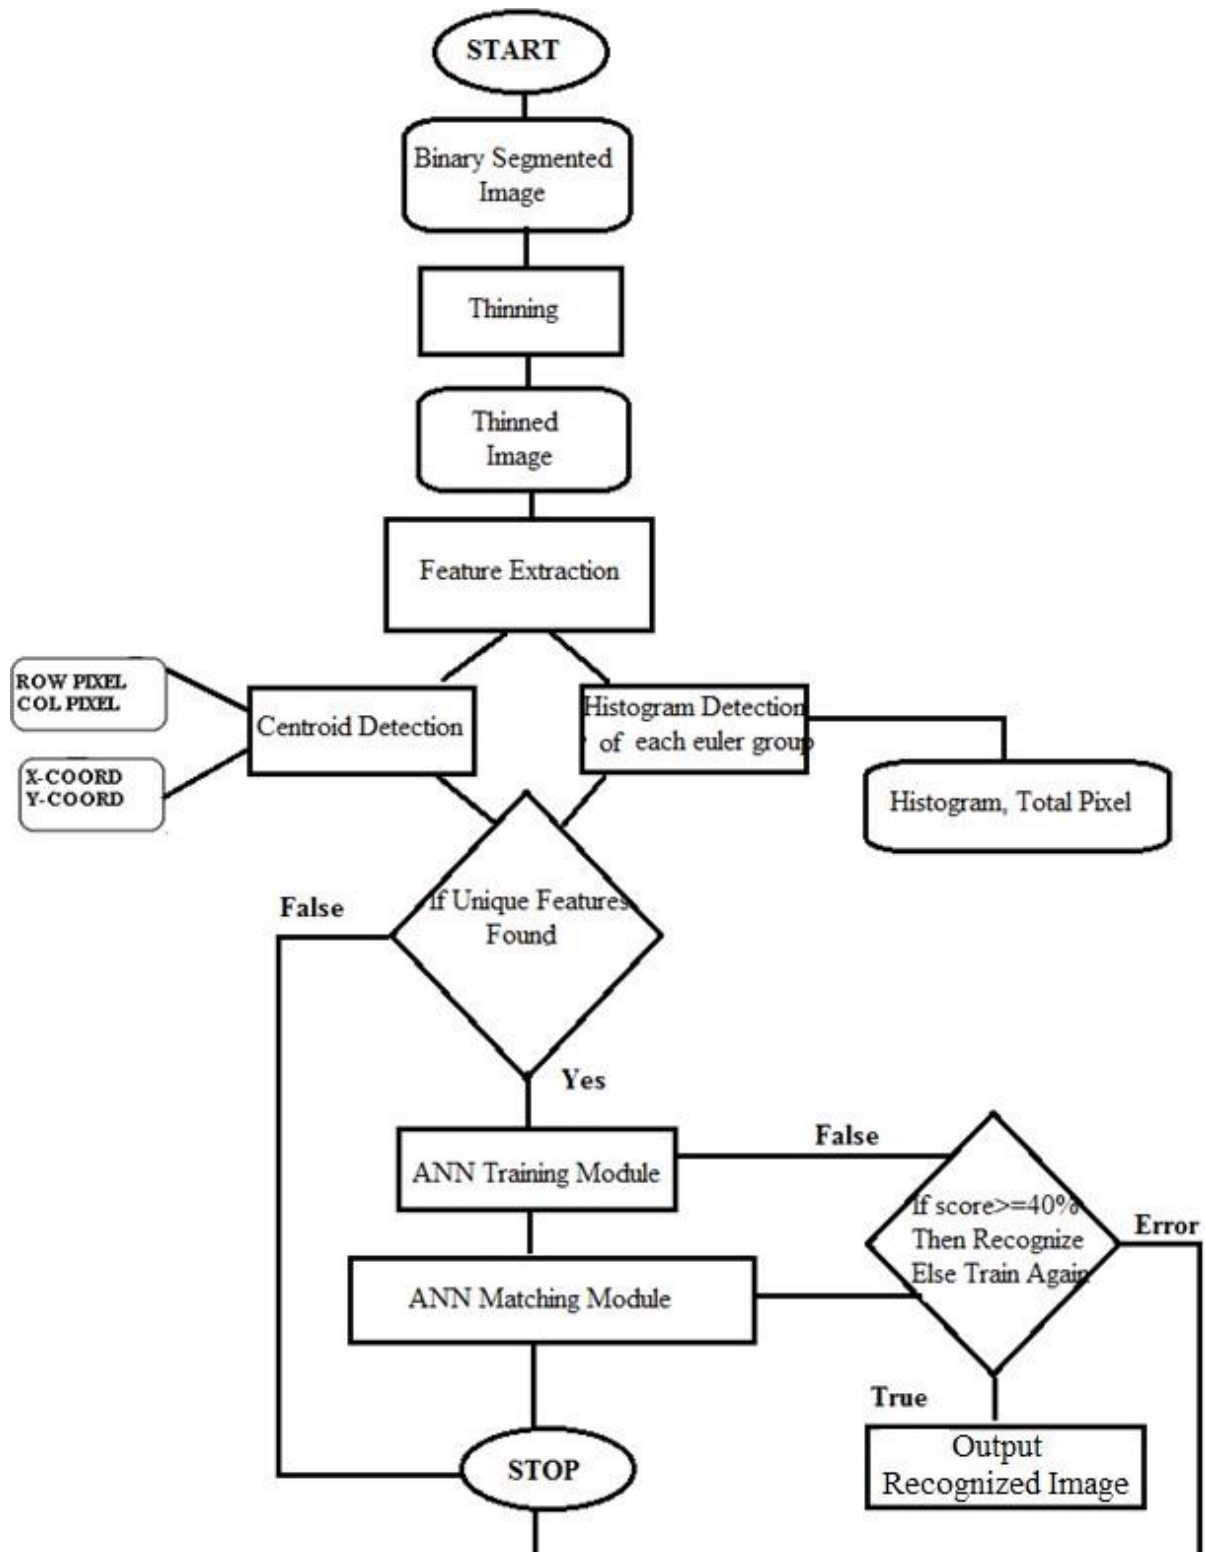 START
Binary Segmented
Image
Thinning
Thinned
Image
Feature Extraction
ROW PIXEL
COL PIXEL
X-COORD
Y-COORD
Centroid Detection
Histogram Detection
of each euler group
Histogram, Total Pixel
If Unique Features
Found
False
Yes
ANN Training Module
False
If score>=40%
Then Recognize
Else Train Again
Error
ANN Matching Module
True
Output
Recognized Image
STOP